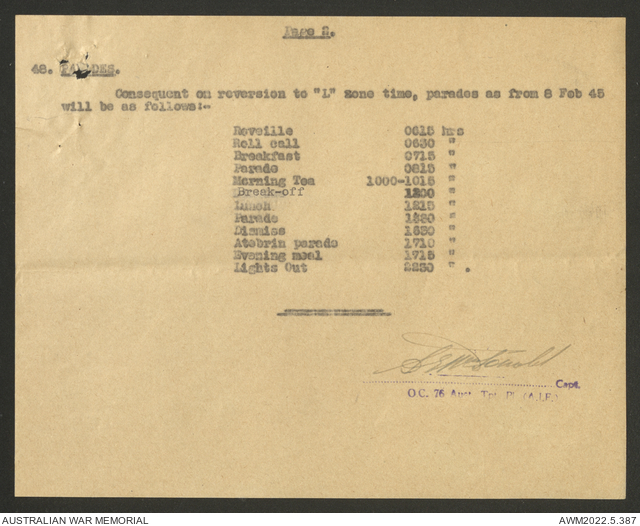 Page 2.
48. PARADES.
Consequent on reversion to "L" zone time, parades as from 8 Feb 45
will be as follows:-
Reveille 0615 hrs
Roll call 0630 "
Breakfast 0715 "
Parade 0815 "
Morning Tea 1000-1015 "
Break-off 1200 "
Lunch 1215 "
Parade "
Dismiss 1630 "
Atebrin parade 1710 "
Evening meal 1715 "
Lights Out 2230 " .
Capt.
O.C. 76 Aust. Tpt. Pl. (A.I.F.)
AUSTRALIAN WAR MEMORIAL
AWM2022.5.387